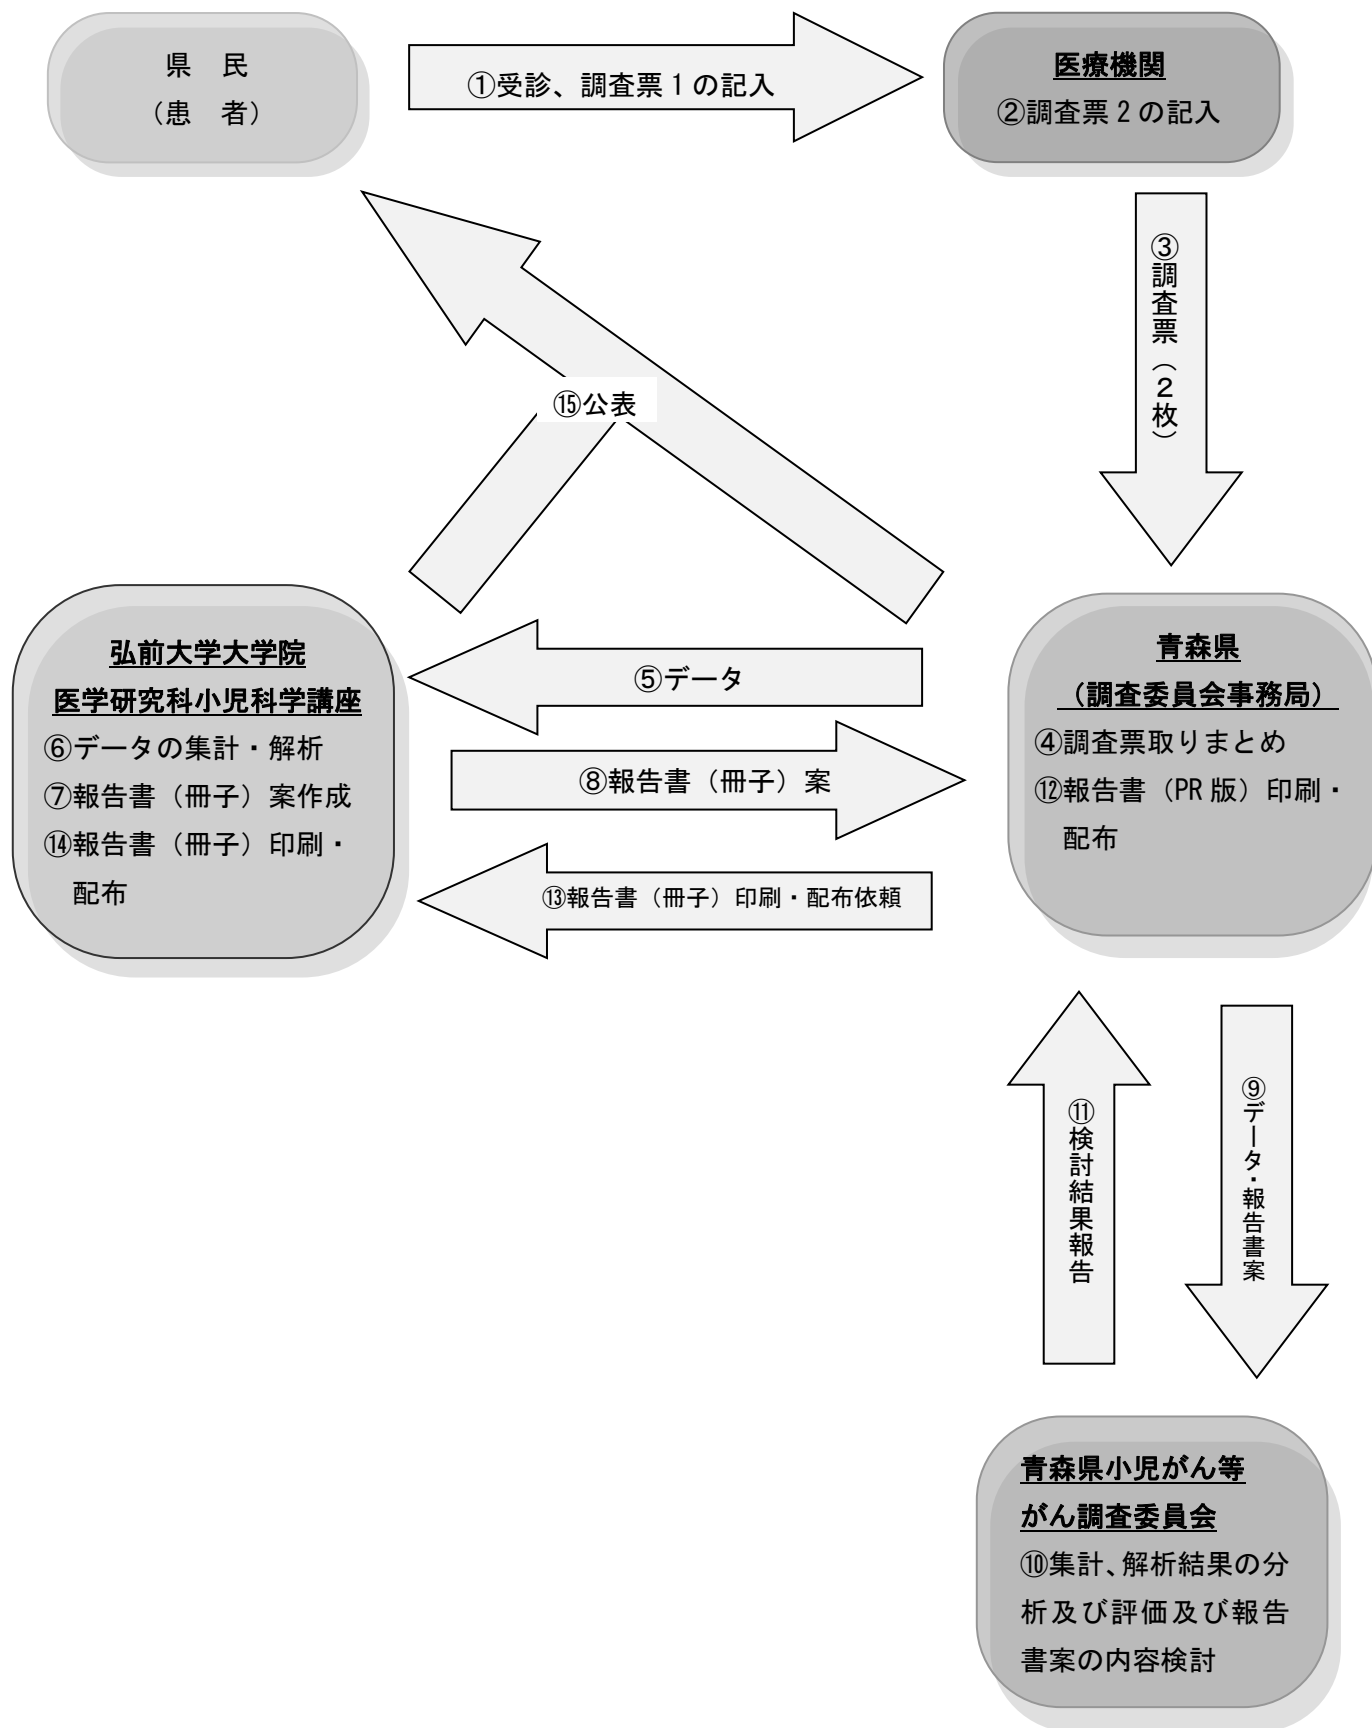 県　民
（患　者）
①受診、調査票1の記入
医療機関
②調査票2の記入
③調査票（2枚）
⑮公表
弘前大学大学院
医学研究科小児科学講座
⑥データの集計・解析
⑦報告書（冊子）案作成
⑭報告書（冊子）印刷・
配布
⑤データ
⑧報告書（冊子）案
⑬報告書（冊子）印刷・配布依頼
青森県
（調査委員会事務局）
④調査票取りまとめ
⑫報告書（PR版）印刷・
配布
⑪検討結果報告
⑨データ・報告書案
青森県小児がん等
がん調査委員会
⑩集計、解析結果の分
析及び評価及び報告
書案の内容検討